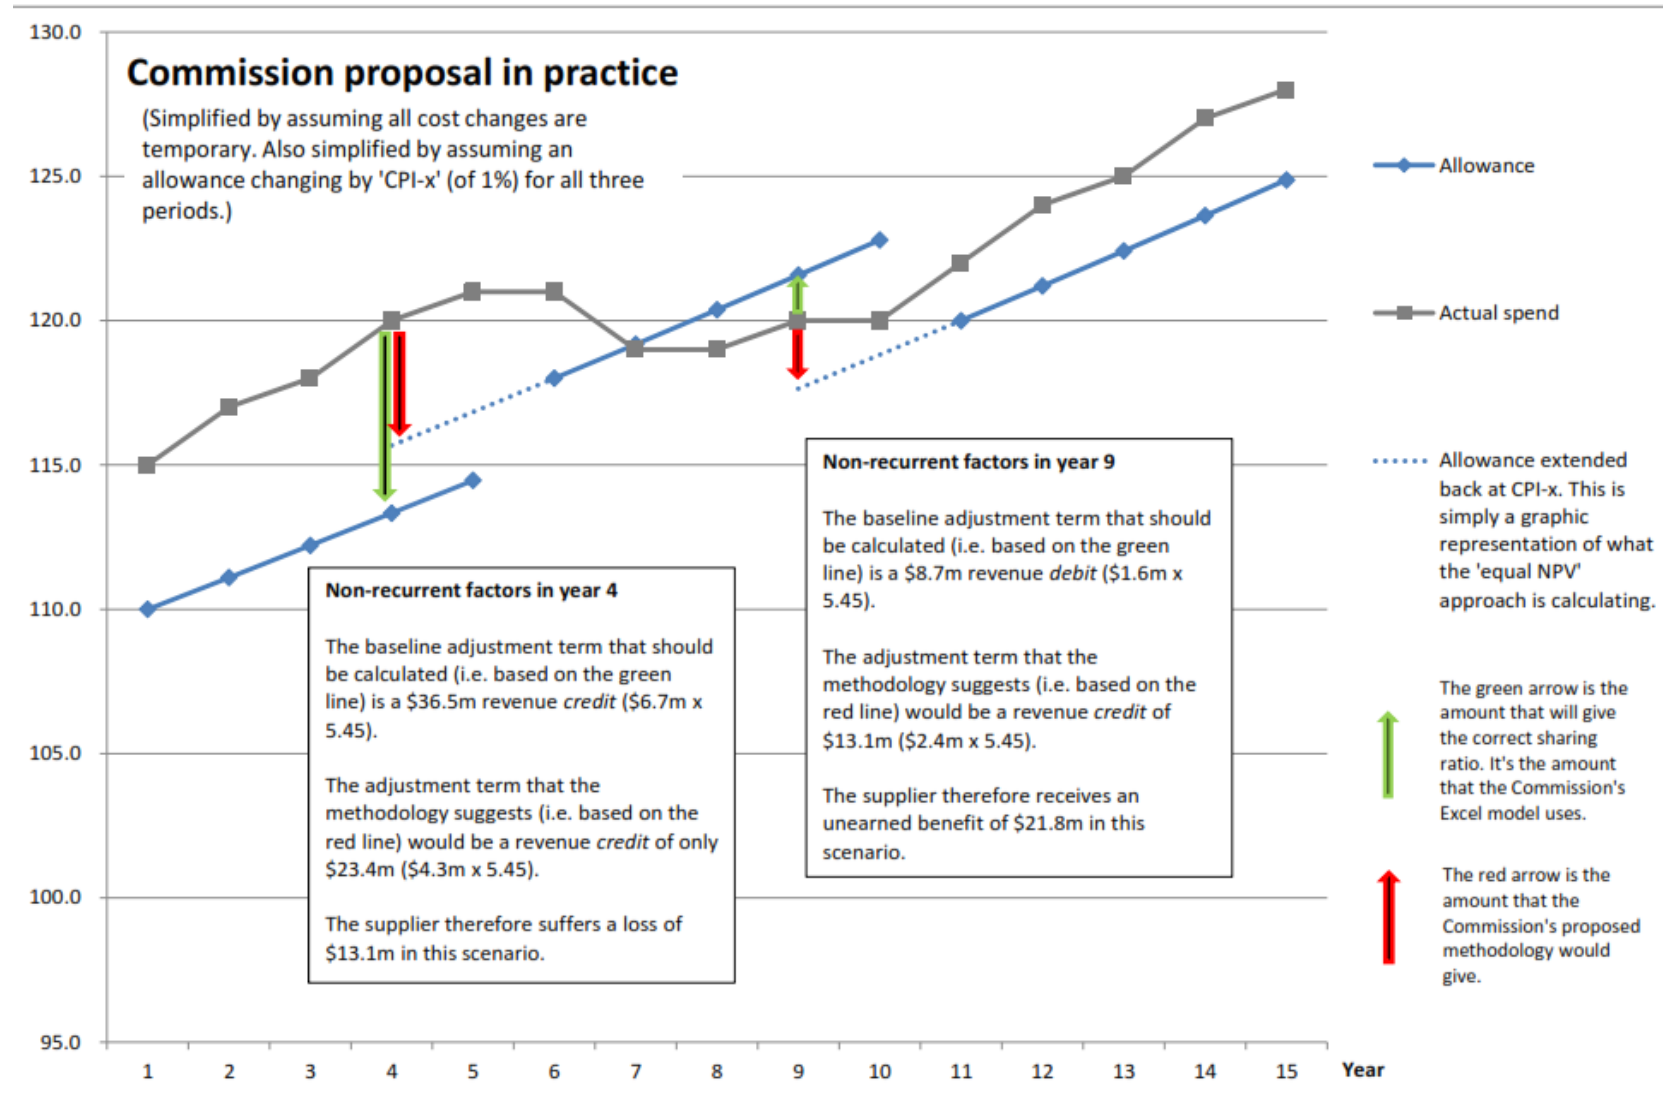 130.0
Commission proposal in practice
(Simplified by assuming all cost changes are
temporary. Also simplified by assuming an
allowance changing by 'CPI-x' (of 1%) for all three
periods.)
125.0
120.0
115.0
110.0
105.0
100.0
95.0
Non-recurrent factors in year 4
The baseline adjustment term that should
be calculated (i.e. based on the green
line) is a $36.5m revenue credit ($6.7m x
5.45).
The adjustment term that the
methodology suggests (i.e. based on the
red line) would be a revenue credit of only
$23.4m ($4.3m x 5.45).
The supplier therefore suffers a loss of
$13.1m in this scenario.
Non-recurrent factors in year 9
The baseline adjustment term that should
be calculated (i.e. based on the green
line) is a $8.7m revenue debit ($1.6m x
5.45).
The adjustment term that the
methodology suggests (i.e. based on the
red line) would be a revenue credit of
$13.1m ($2.4m x 5.45).
The supplier therefore receives an
unearned benefit of $21.8m in this
scenario.
1 2 3 4 5 6 7 8 9 10 11 12 13 14 15 Year
Allowance
Actual spend
Allowance extended
back at CPI-x. This is
simply a graphic
representation of what
the 'equal NPV'
approach is calculating.
The green arrow is the
amount that will give
the correct sharing
ratio. It's the amount
that the Commission's
Excel model uses.
The red arrow is the
amount that the
Commission's proposed
methodology would
give.